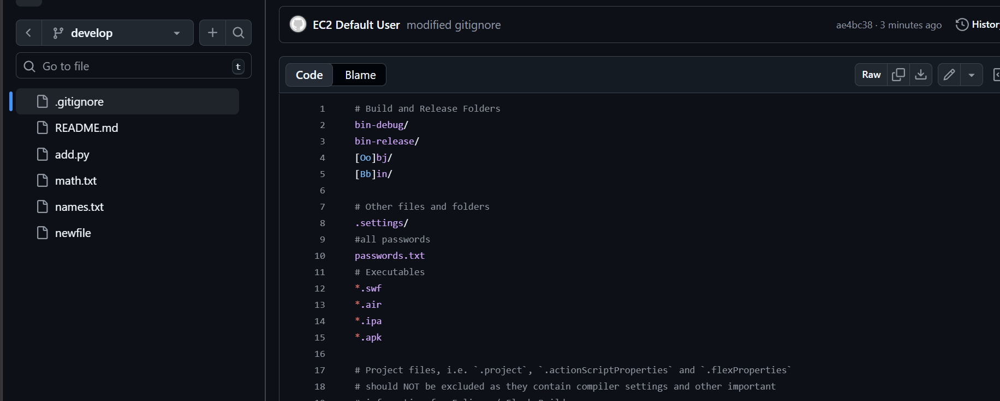 develop
Go to file
t
.gitignore
README.md
add.py
math.txt
names.txt
newfile
EC2 Default User modified gitignore
ae4bc38 · 3 minutes ago
History
Code
Blame
Raw
1 # Build and Release Folders
2 bin-debug/
3 bin-release/
4 [Oo]bj/
5 [Bb]in/
6
7 # Other files and folders
8 .settings/
9 #all passwords
10 passwords.txt
11 # Executables
12 *.swf
13 *.air
14 *.ipa
15 *.apk
16
17 # Project files, i.e. `.project`, `.actionScriptProperties` and `.flexProperties`
18 # should NOT be excluded as they contain compiler settings and other important